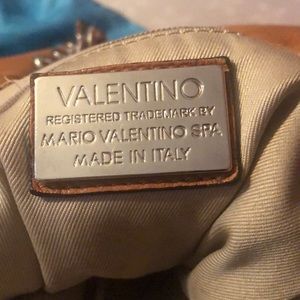 VALENTINO
REGISTERED TRADEMARK BY
MARIO VALENTINO SPA
MADE IN ITALY